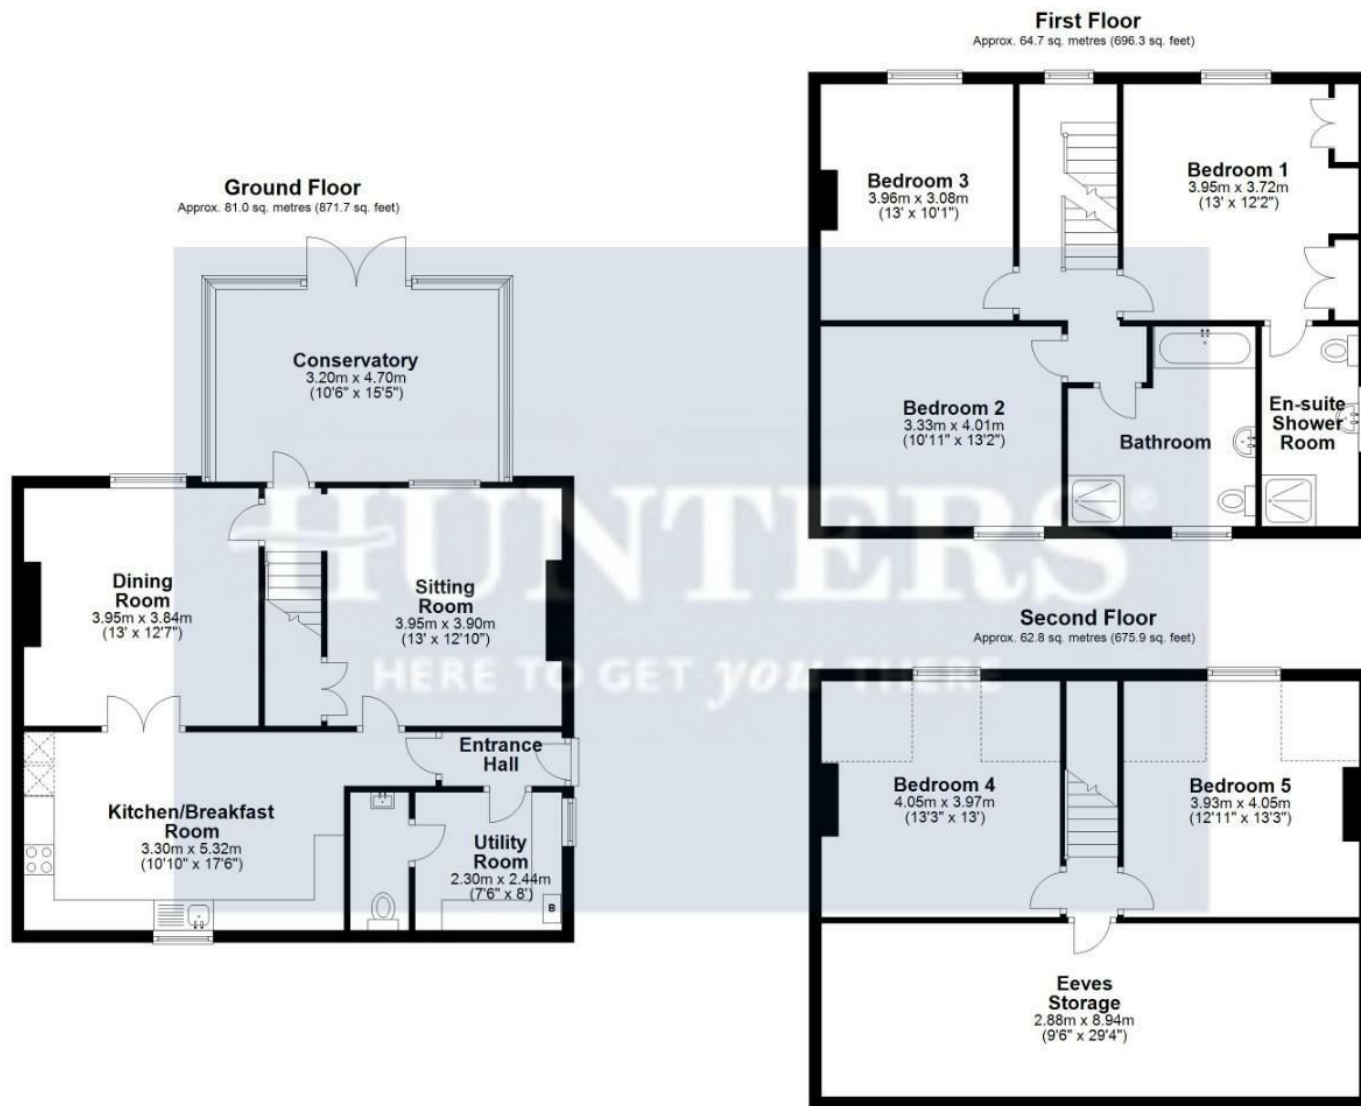 First Floor
Approx. 64.7 sq. metres (696.3 sq. feet)
Bedroom 3
3.96m x 3.08m
(13' x 10'1")
Bedroom 1
3.95m x 3.72m
(13' x 12'2")
Bedroom 2
3.33m x 4.01m
(10'11" x 13'2")
Bathroom
En-suite
Shower
Room
Ground Floor
Approx. 81.0 sq. metres (871.7 sq. feet)
Conservatory
3.20m x 4.70m
(10'6" x 15'5")
Dining
Room
3.95m x 3.84m
(13' x 12'7")
Sitting
Room
3.95m x 3.90m
(13' x 12'10")
Entrance
Hall
Kitchen/Breakfast
Room
3.30m x 5.32m
(10'10" x 17'6")
Utility
Room
2.30m x 2.44m
(7'6" x 8')
B
Second Floor
Approx. 62.8 sq. metres (675.9 sq. feet)
Bedroom 4
4.05m x 3.97m
(13'3" x 13')
Bedroom 5
3.93m x 4.05m
(12'11" x 13'3")
Eeves
Storage
2.88m x 8.94m
(9'6" x 29'4")
HUNTERS®
HERE TO GET you THERE